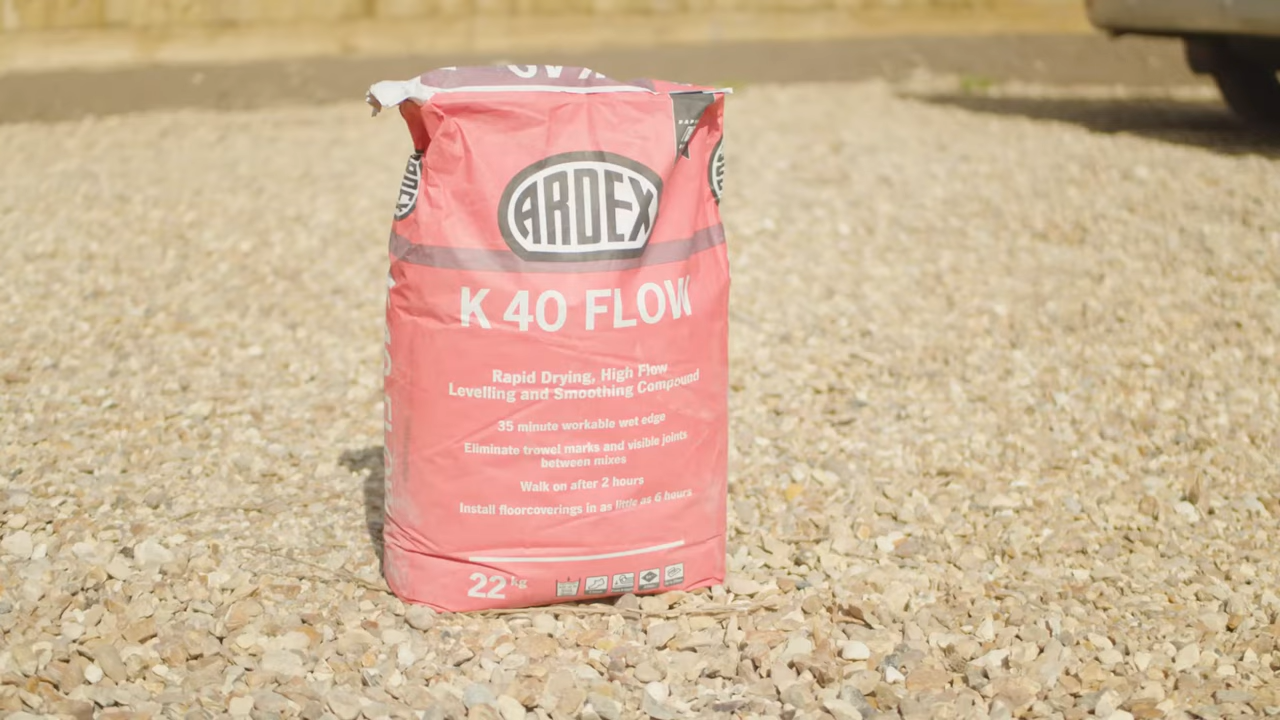 ARDEX
K 40 FLOW
Rapid Drying, High Flow
Levelling and Smoothing Compound
35 minute workable wet edge
Eliminate trowel marks and visible joints
between mixes
Walk on after 2 hours
Install floorcoverings in as little as 6 hours
22 kg